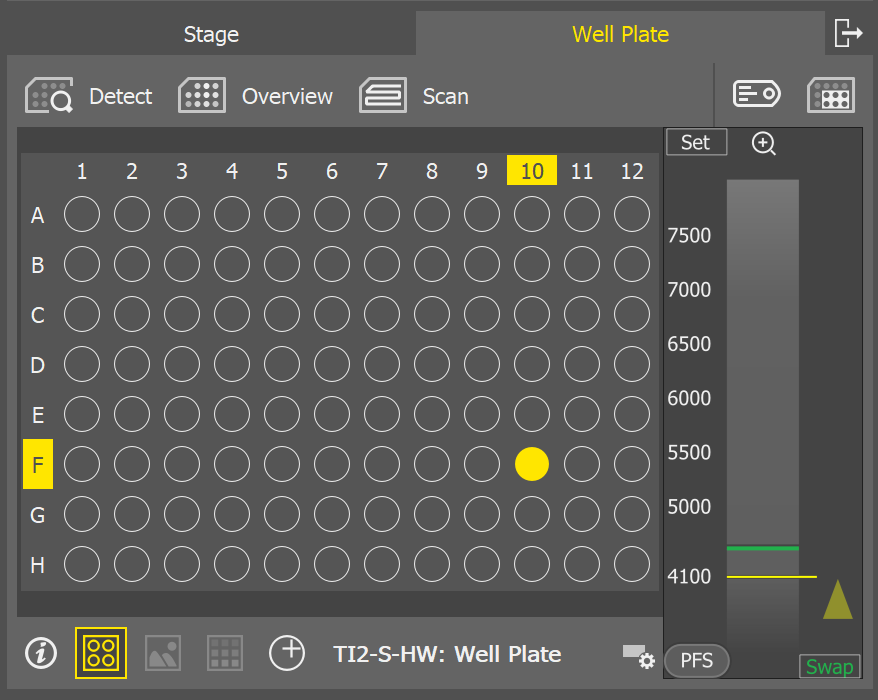 Stage Well Plate
Detect Overview Scan
Set
1 2 3 4 5 6 7 8 9 10 11 12
A
B
C
D
E
F
G
H
7500
7000
6500
6000
5500
5000
4100
TI2-S-HW: Well Plate
PFS
Swap